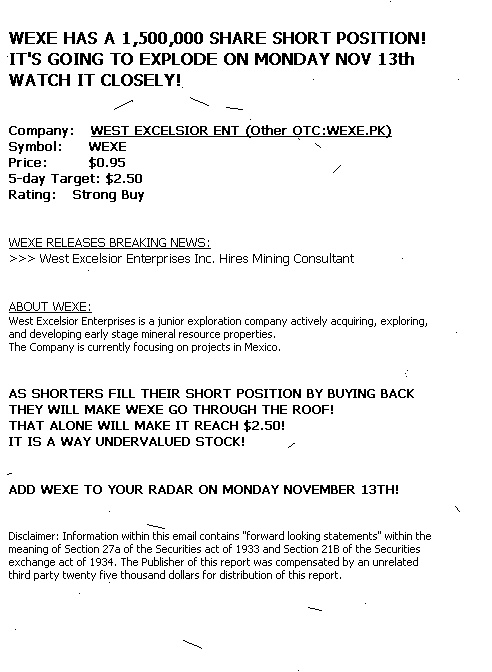 WEXE HAS A 1,500,000 SHARE SHORT POSITION!
IT'S GOING TO EXPLODE ON MONDAY NOV 13th
WATCH IT CLOSELY!
Company: WEST EXCELSIOR ENT (Other OTC:WEXE.PK)
Symbol: WEXE
Price: $0.95
5-day Target: $2.50
Rating: Strong Buy
WEXE RELEASES BREAKING NEWS:
>>> West Excelsior Enterprises Inc. Hires Mining Consultant
ABOUT WEXE:
West Excelsior Enterprises is a junior exploration company actively acquiring, exploring,
and developing early stage mineral resource properties.
The Company is currently focusing on projects in Mexico.
AS SHORTERS FILL THEIR SHORT POSITION BY BUYING BACK
THEY WILL MAKE WEXE GO THROUGH THE ROOF!
THAT ALONE WILL MAKE IT REACH $2.50!
IT IS A WAY UNDERVALUED STOCK!
ADD WEXE TO YOUR RADAR ON MONDAY NOVEMBER 13TH!
Disclaimer: Information within this email contains "forward looking statements" within the
meaning of Section 27a of the Securities act of 1933 and Section 21B of the Securities
exchange act of 1934. The Publisher of this report was compensated by an unrelated
third party twenty five thousand dollars for distribution of this report.